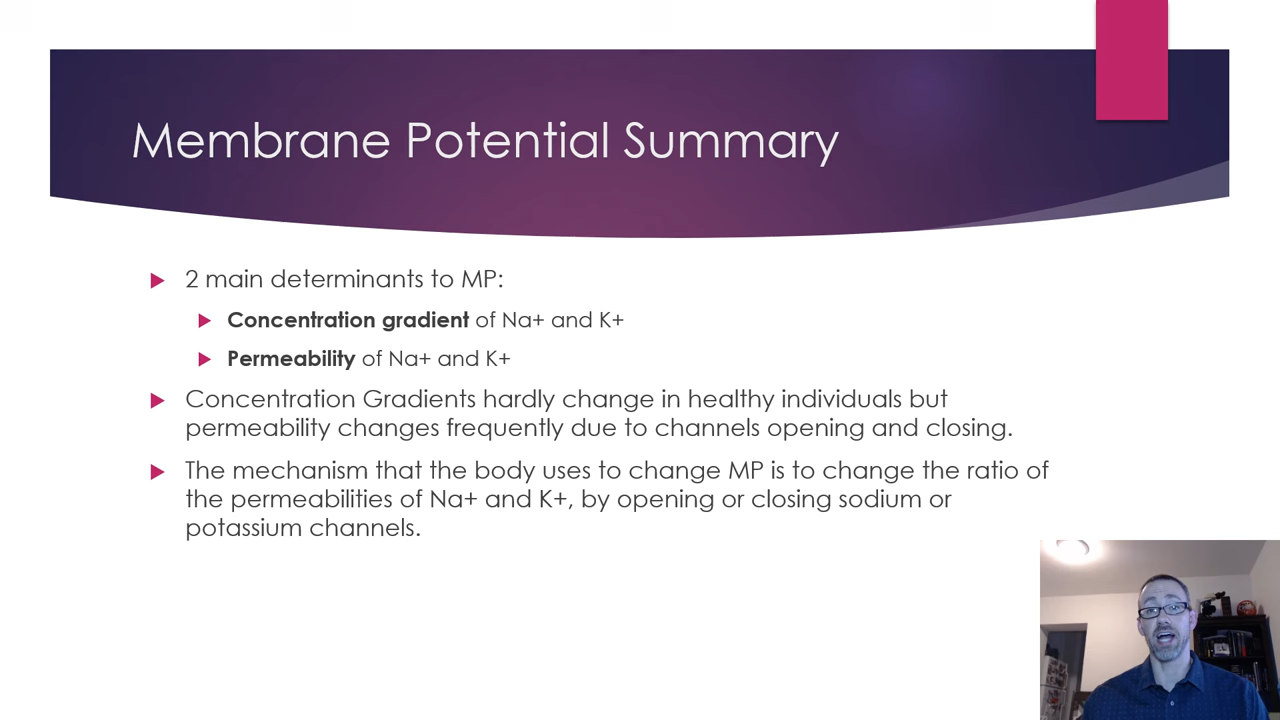 Membrane Potential Summary
2 main determinants to MP:
Concentration gradient of Na+ and K+
Permeability of Na+ and K+
Concentration Gradients hardly change in healthy individuals but
permeability changes frequently due to channels opening and closing.
The mechanism that the body uses to change MP is to change the ratio of
the permeabilities of Na+ and K+, by opening or closing sodium or
potassium channels.